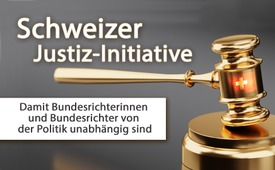 Schweizer
Justiz-Initiative
Damit Bundesrichterinnen
und Bundesrichter von
der Politik unabhängig sind